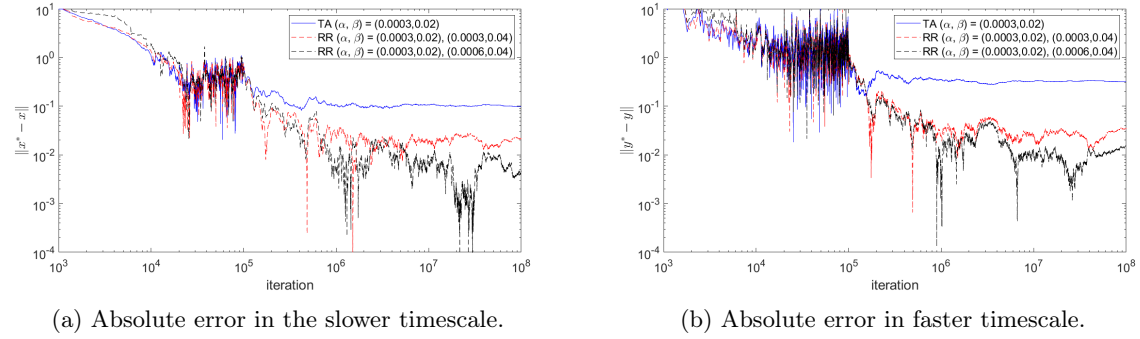 TA (α, β) = (0.0003,0.02)
RR (α, β) = (0.0003,0.02), (0.0003,0.04)
RR (α, β) = (0.0003,0.02), (0.0006,0.04)
10^1
10^0
10^-1
10^-2
10^-3
10^-4
||x* − x||
10^3 10^4 10^5 10^6 10^7 10^8
iteration
(a) Absolute error in the slower timescale.
TA (α, β) = (0.0003,0.02)
RR (α, β) = (0.0003,0.02), (0.0003,0.04)
RR (α, β) = (0.0003,0.02), (0.0006,0.04)
10^1
10^0
10^-1
10^-2
10^-3
10^-4
||y* − y||
10^3 10^4 10^5 10^6 10^7 10^8
iteration
(b) Absolute error in faster timescale.